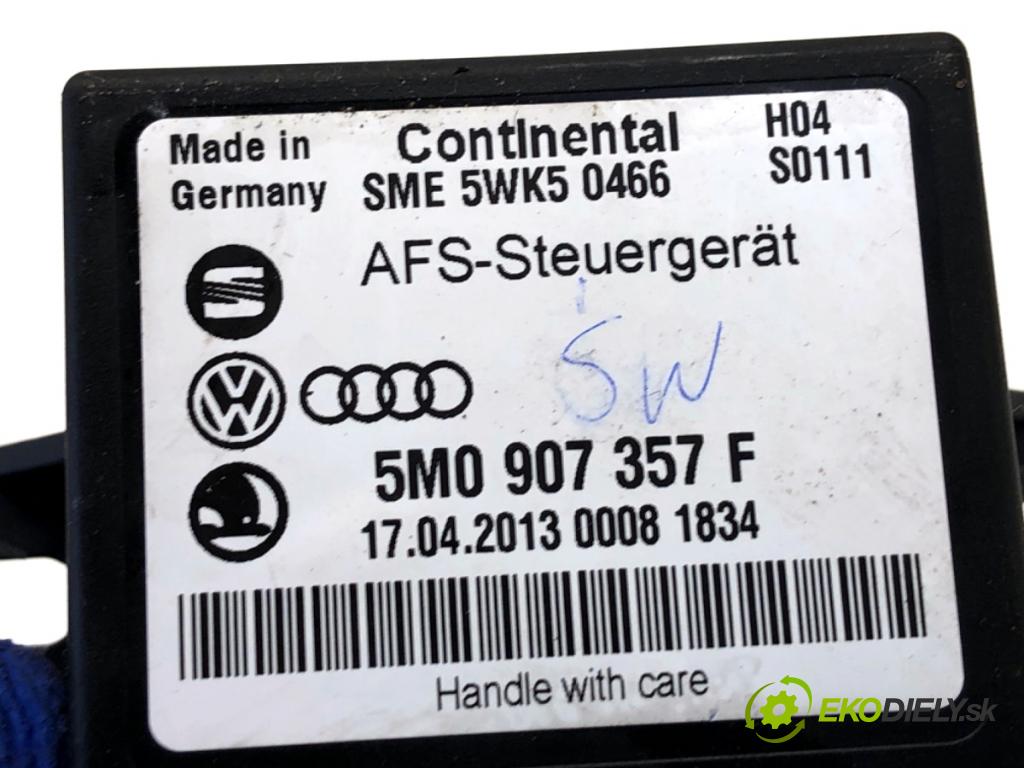 Made in
Germany
ContInental
SME 5WK5 0466
H04
S0111
AFS-Steuergerät
SW
5M0 907 357 F
17.04.2013 0008 1834
Handle with care
EKODIELY.sk